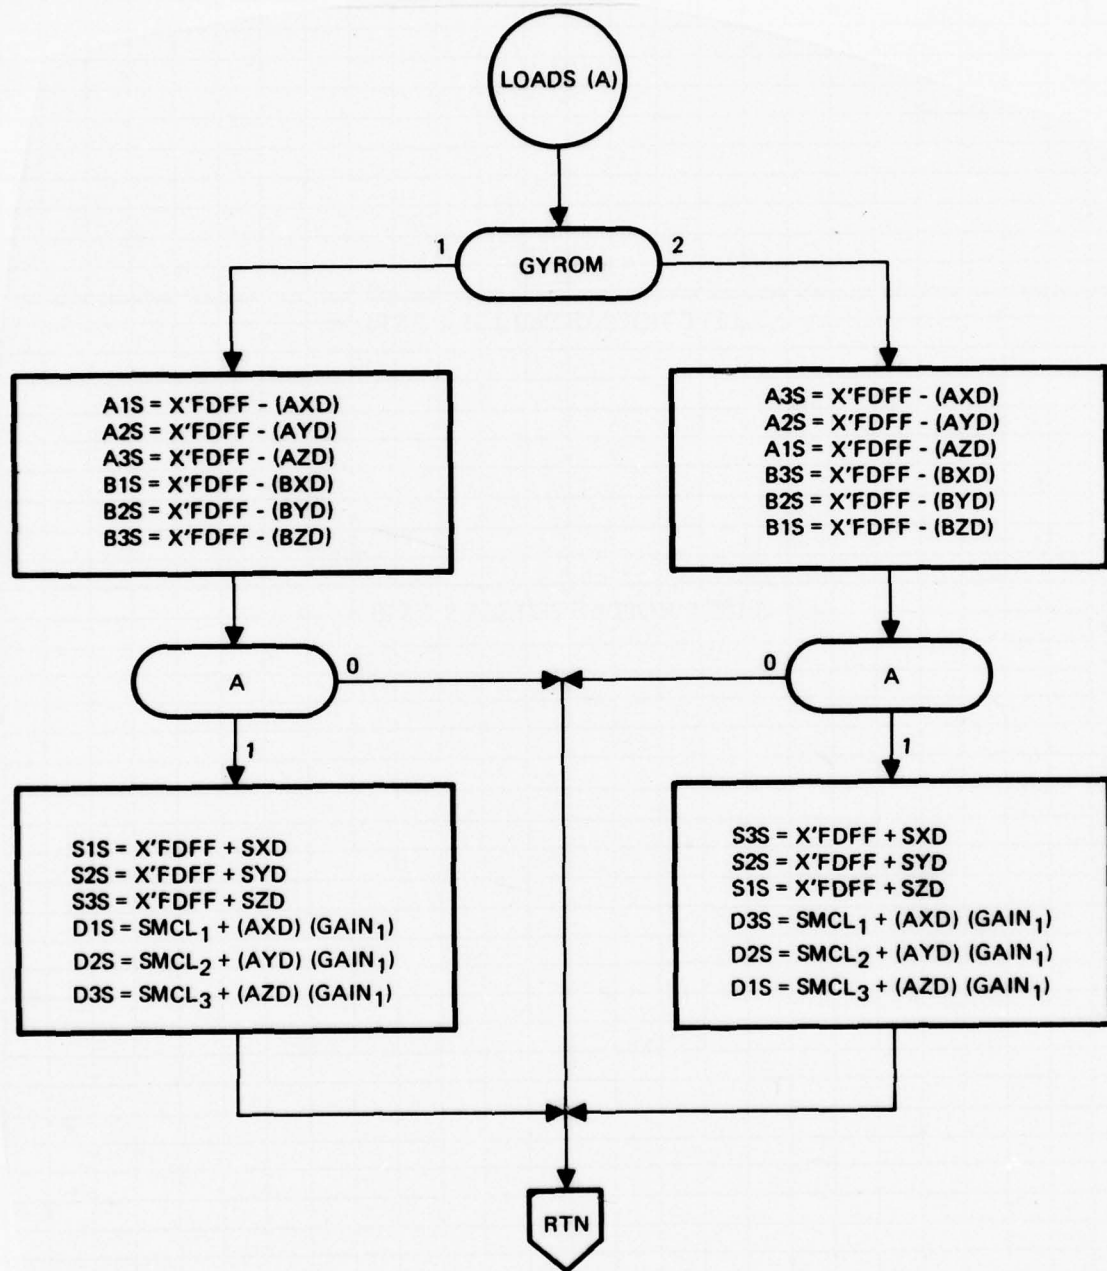 LOADS (A)
1
GYROM
2
A1S = X'FDFF - (AXD)
A2S = X'FDFF - (AYD)
A3S = X'FDFF - (AZD)
B1S = X'FDFF - (BXD)
B2S = X'FDFF - (BYD)
B3S = X'FDFF - (BZD)
A3S = X'FDFF - (AXD)
A2S = X'FDFF - (AYD)
A1S = X'FDFF - (AZD)
B3S = X'FDFF - (BXD)
B2S = X'FDFF - (BYD)
B1S = X'FDFF - (BZD)
A
0
0
A
1
1
S1S = X'FDFF + SXD
S2S = X'FDFF + SYD
S3S = X'FDFF + SZD
D1S = SMCL₁ + (AXD) (GAIN₁)
D2S = SMCL₂ + (AYD) (GAIN₁)
D3S = SMCL₃ + (AZD) (GAIN₁)
S3S = X'FDFF + SXD
S2S = X'FDFF + SYD
S1S = X'FDFF + SZD
D3S = SMCL₁ + (AXD) (GAIN₁)
D2S = SMCL₂ + (AYD) (GAIN₁)
D1S = SMCL₃ + (AZD) (GAIN₁)
RTN